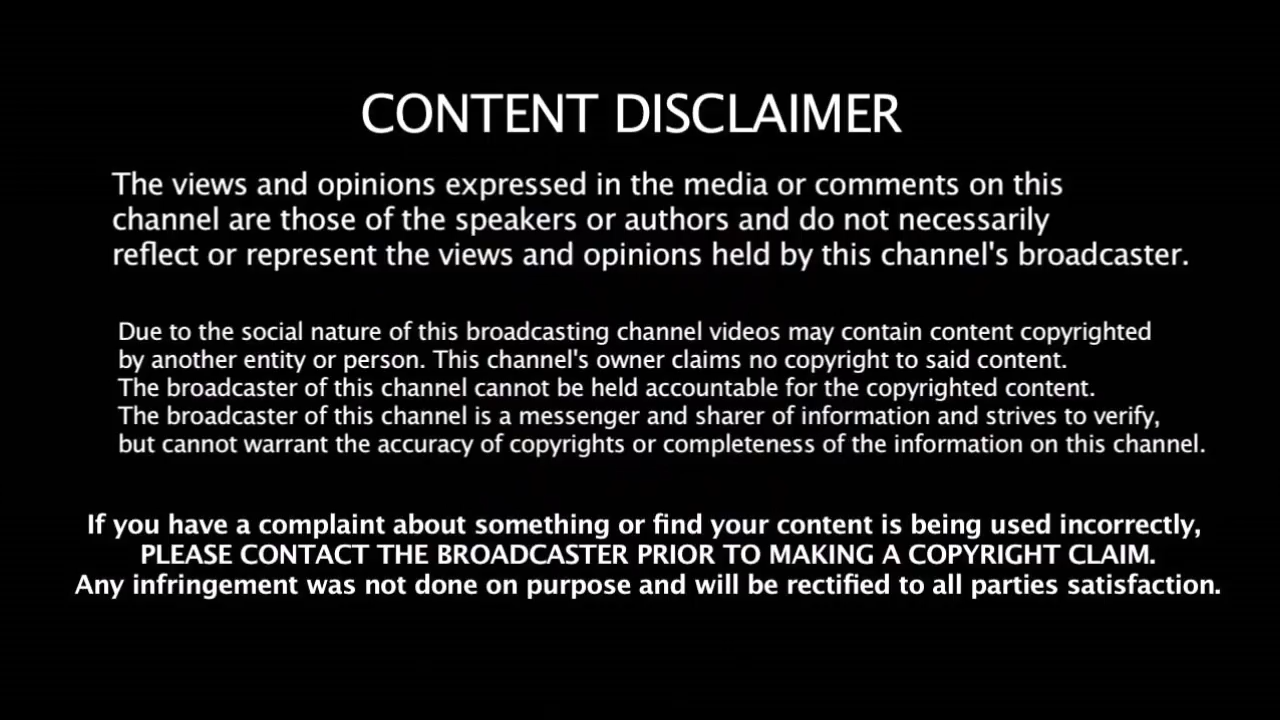 CONTENT DISCLAIMER
The views and opinions expressed in the media or comments on this
channel are those of the speakers or authors and do not necessarily
reflect or represent the views and opinions held by this channel's broadcaster.
Due to the social nature of this broadcasting channel videos may contain content copyrighted
by another entity or person. This channel's owner claims no copyright to said content.
The broadcaster of this channel cannot be held accountable for the copyrighted content.
The broadcaster of this channel is a messenger and sharer of information and strives to verify,
but cannot warrant the accuracy of copyrights or completeness of the information on this channel.
If you have a complaint about something or find your content is being used incorrectly,
PLEASE CONTACT THE BROADCASTER PRIOR TO MAKING A COPYRIGHT CLAIM.
Any infringement was not done on purpose and will be rectified to all parties satisfaction.